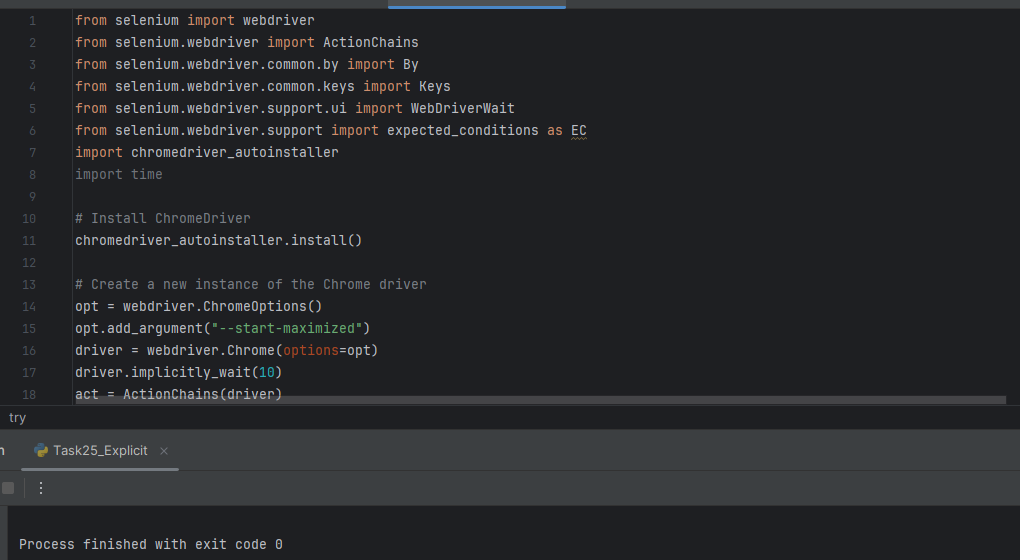 1 from selenium import webdriver
2 from selenium.webdriver import ActionChains
3 from selenium.webdriver.common.by import By
4 from selenium.webdriver.common.keys import Keys
5 from selenium.webdriver.support.ui import WebDriverWait
6 from selenium.webdriver.support import expected_conditions as EC
7 import chromedriver_autoinstaller
8 import time
9
10 # Install ChromeDriver
11 chromedriver_autoinstaller.install()
12
13 # Create a new instance of the Chrome driver
14 opt = webdriver.ChromeOptions()
15 opt.add_argument("--start-maximized")
16 driver = webdriver.Chrome(options=opt)
17 driver.implicitly_wait(10)
18 act = ActionChains(driver)
try
Task25_Explicit
Process finished with exit code 0